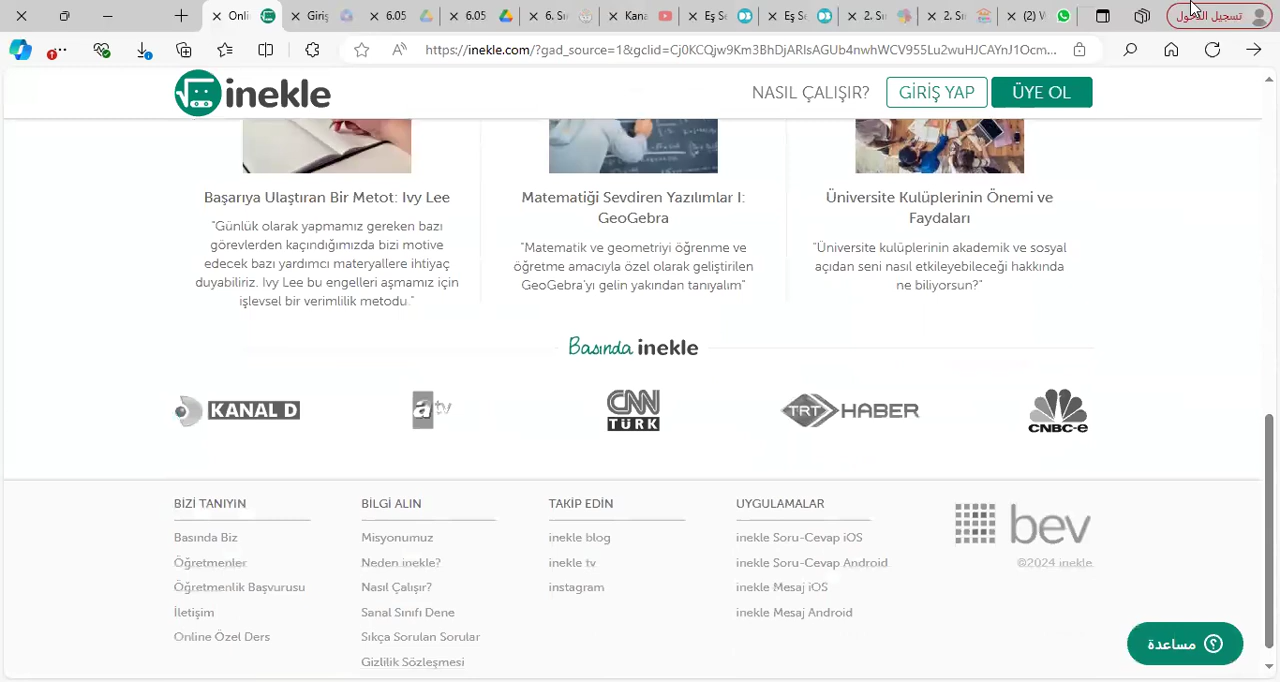 Onli
Giriş
6.05
6.05
6. Sı
Kana
Eş Se
Eş Se
2. Sı
2. Sı
(2) W
تسجيل الدخول
https://inekle.com/?gad_source=1&gclid=Cj0KCQjw9Km3BhDjARIsAGUb4nwhWCV955Lu2wuHJCAYnJ1Ocm...
inekle
NASIL ÇALIŞIR?
GİRİŞ YAP
ÜYE OL
Başarıya Ulaştıran Bir Metot: Ivy Lee
"Günlük olarak yapmamız gereken bazı
görevlerden kaçındığımızda bizi motive
edecek bazı yardımcı materyallere ihtiyaç
duyabiliriz. Ivy Lee bu engelleri aşmamız için
işlevsel bir verimlilik metodu."
Matematiği Sevdiren Yazılımlar I:
GeoGebra
"Matematik ve geometriyi öğrenme ve
öğretme amacıyla özel olarak geliştirilen
GeoGebra'yı gelin yakından tanıyalım"
Üniversite Kulüplerinin Önemi ve
Faydaları
"Üniversite kulüplerinin akademik ve sosyal
açıdan seni nasıl etkileyebileceği hakkında
ne biliyorsun?"
Basında inekle
KANAL D
atv
CNN
TÜRK
TRT HABER
CNBC-e
BİZİ TANIYIN
Basında Biz
Öğretmenler
Öğretmenlik Başvurusu
İletişim
Online Özel Ders
BİLGİ ALIN
Misyonumuz
Neden inekle?
Nasıl Çalışır?
Sanal Sınıfı Dene
Sıkça Sorulan Sorular
Gizlilik Sözleşmesi
TAKİP EDİN
inekle blog
inekle tv
instagram
UYGULAMALAR
inekle Soru-Cevap iOS
inekle Soru-Cevap Android
inekle Mesaj iOS
inekle Mesaj Android
bev
©2024 inekle
مساعدة